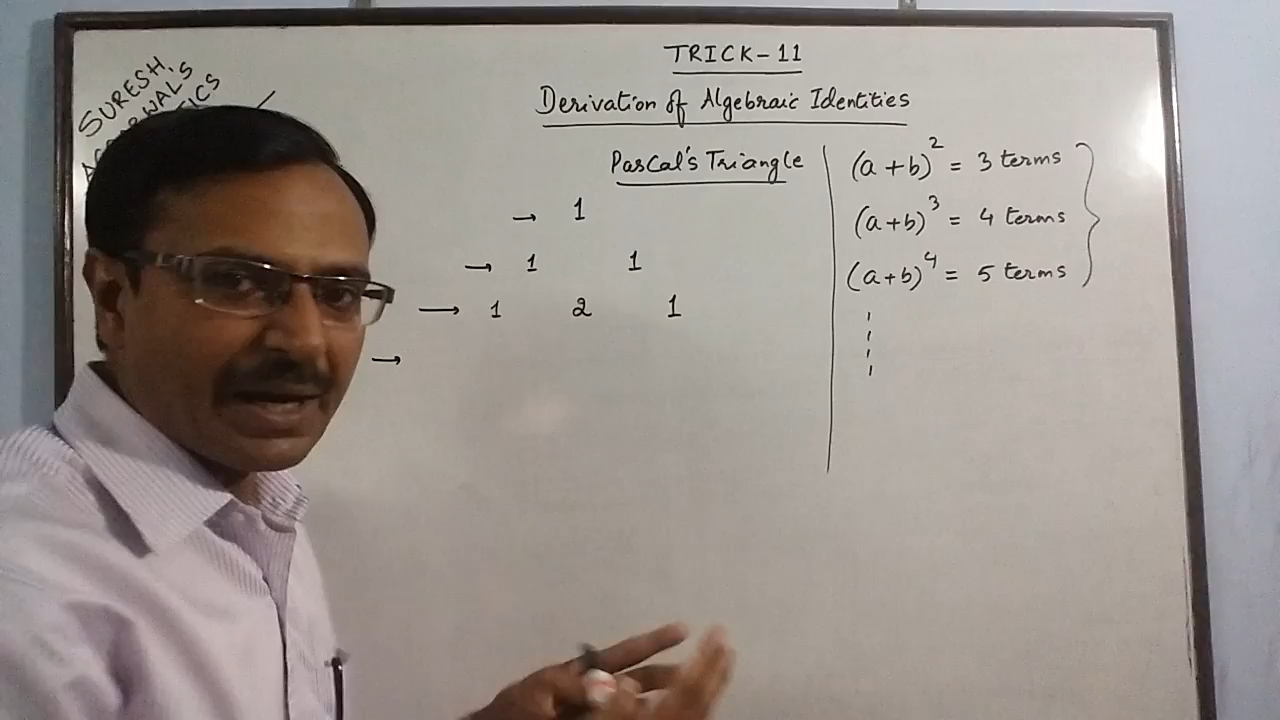 TRICK-11
Derivation of Algebraic Identities
SURESH
Pascal's Triangle
→ 1
→ 1 1
→ 1 2 1
→
(a+b)² = 3 terms
(a+b)³ = 4 terms
(a+b)⁴ = 5 terms